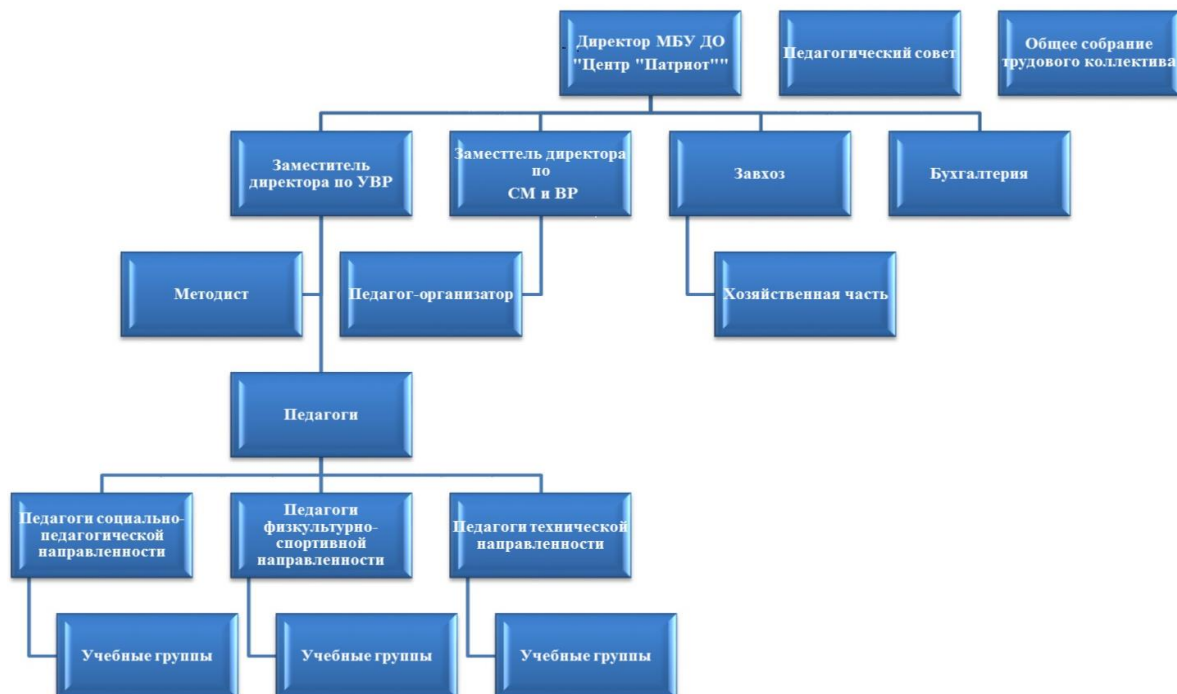 Директор МБУ ДО
"Центр "Патриот""
Педагогический совет
Общее собрание
трудового коллектива
Заместитель
директора по УВР
Заместтель директора
по
СМ и ВР
Завхоз
Бухгалтерия
Методист
Педагог-организатор
Хозяйственная часть
Педагоги
Педагоги социально-
педагогической
направленности
Педагоги
физкультурно-
спортивной
направленности
Педагоги технической
направленности
Учебные группы
Учебные группы
Учебные группы